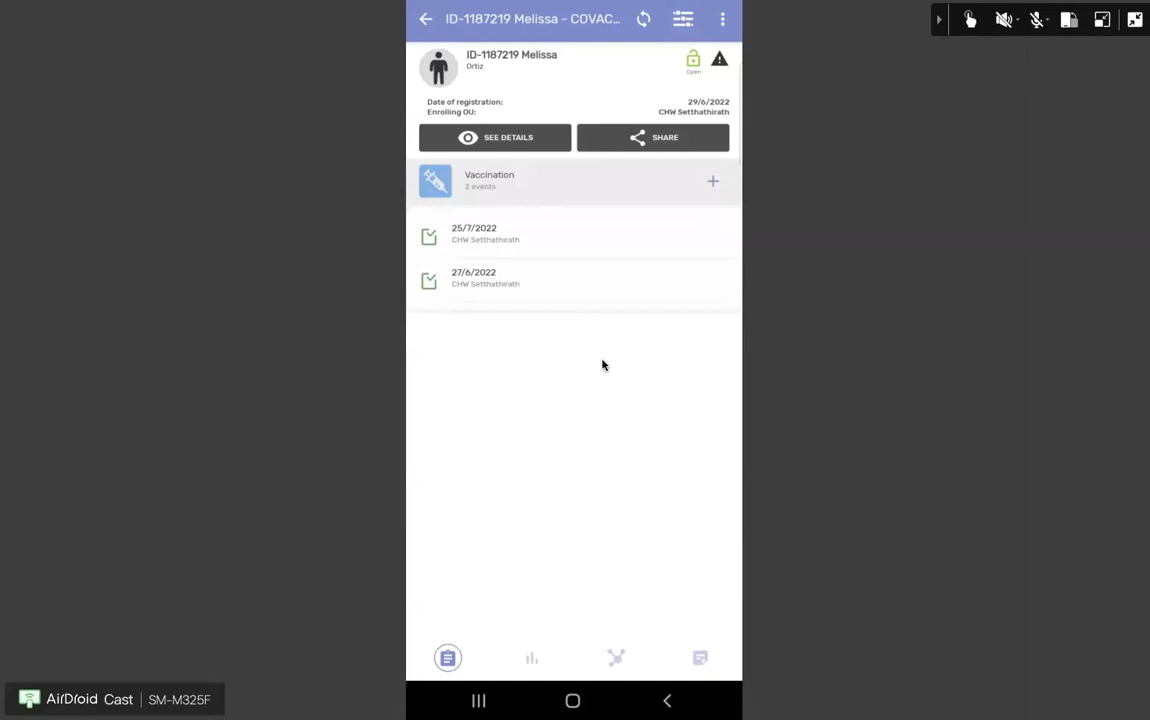 ID-1187219 Melissa - COVAC...
ID-1187219 Melissa
Ortiz
Open
Date of registration: 29/6/2022
Enrolling OU: CHW Setthathirath
SEE DETAILS
SHARE
Vaccination
2 events
25/7/2022
CHW Setthathirath
27/6/2022
CHW Setthathirath
AirDroid Cast | SM-M325F